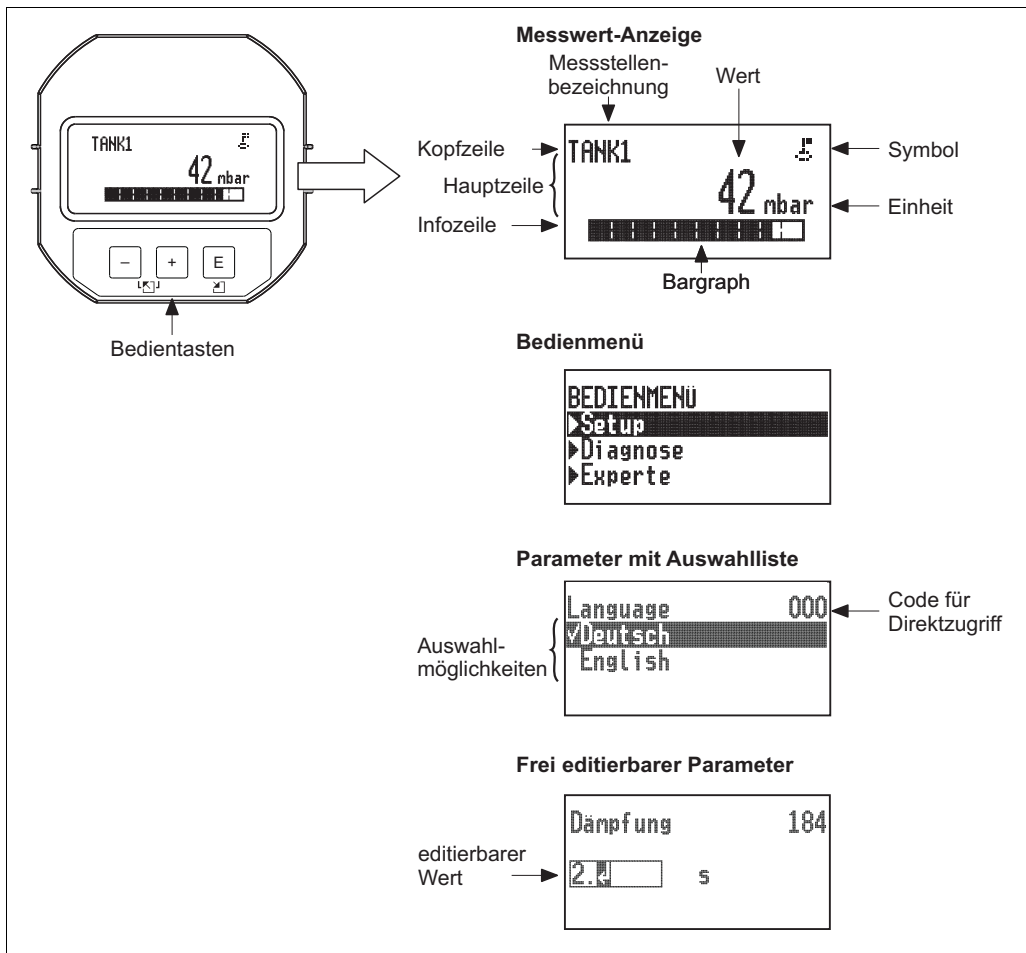 TANK1
42 mbar
– + E
Bedientasten
Messwert-Anzeige
Messstellen-
bezeichnung
Wert
Kopfzeile
Hauptzeile
Infozeile
TANK1
42 mbar
Symbol
Einheit
Bargraph
Bedienmenü
BEDIENMENÜ
Setup
Diagnose
Experte
Parameter mit Auswahlliste
Language 000
Deutsch
English
Auswahl-
möglichkeiten
Code für
Direktzugriff
Frei editierbarer Parameter
Dämpfung 184
2. s
editierbarer
Wert